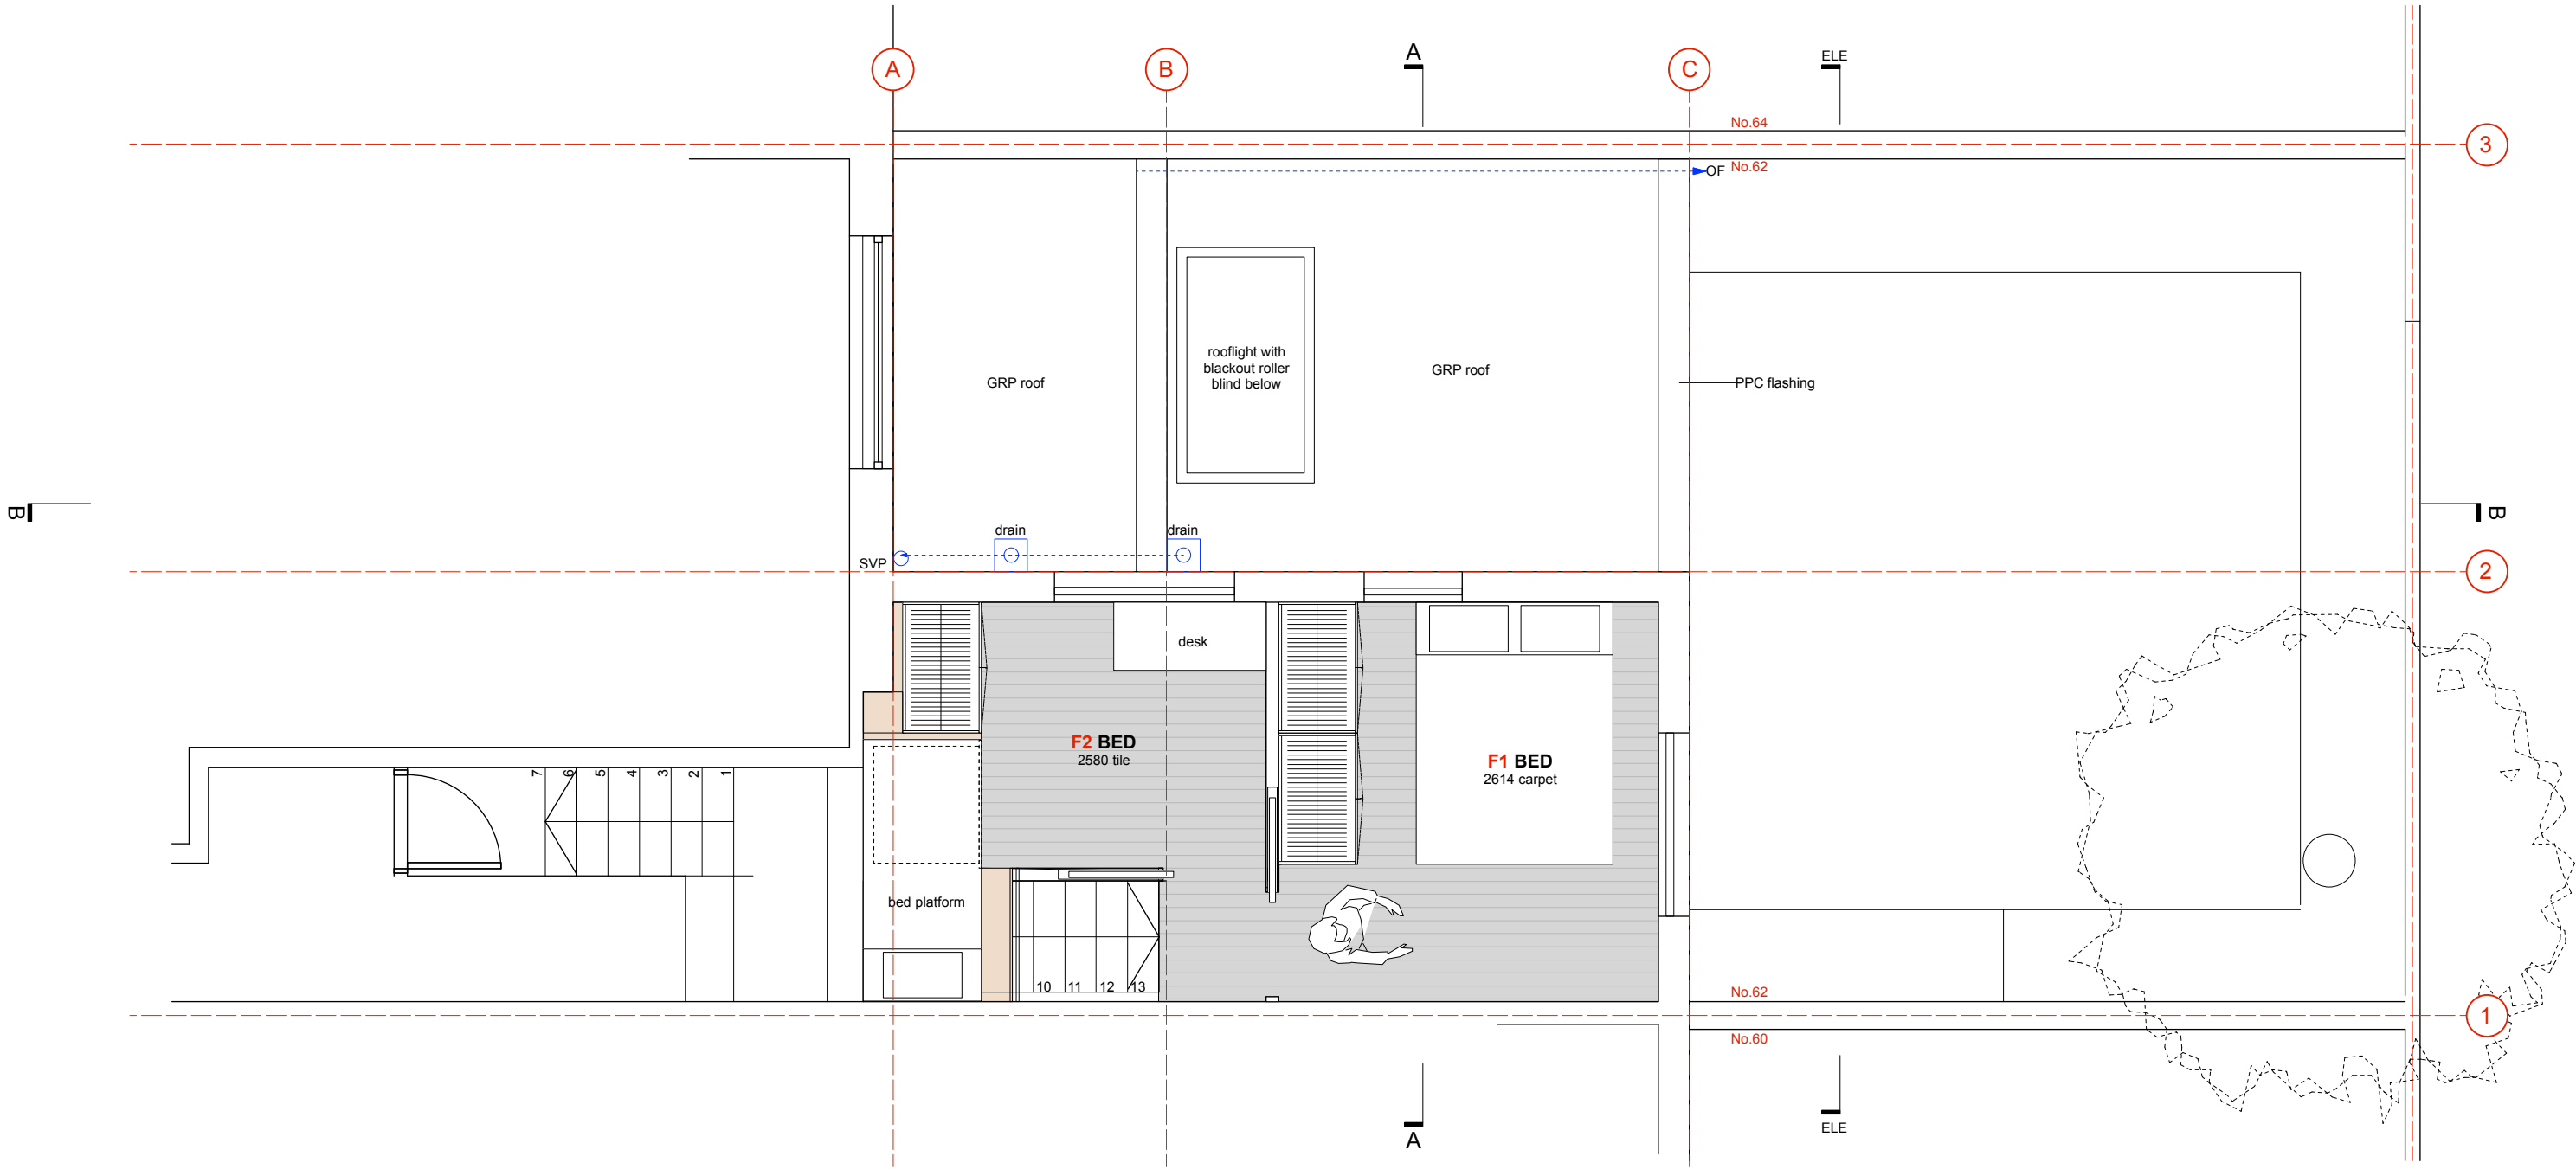 A
ELE
A
B
C
No.64
3
OF
No.62
rooflight with
blackout roller
blind below
GRP roof
GRP roof
PPC flashing
B
B
drain
drain
SVP
2
desk
F2 BED
2580 tile
F1 BED
2614 carpet
7
6
5
4
3
2
1
bed platform
10
11
12
13
No.62
1
No.60
A
ELE